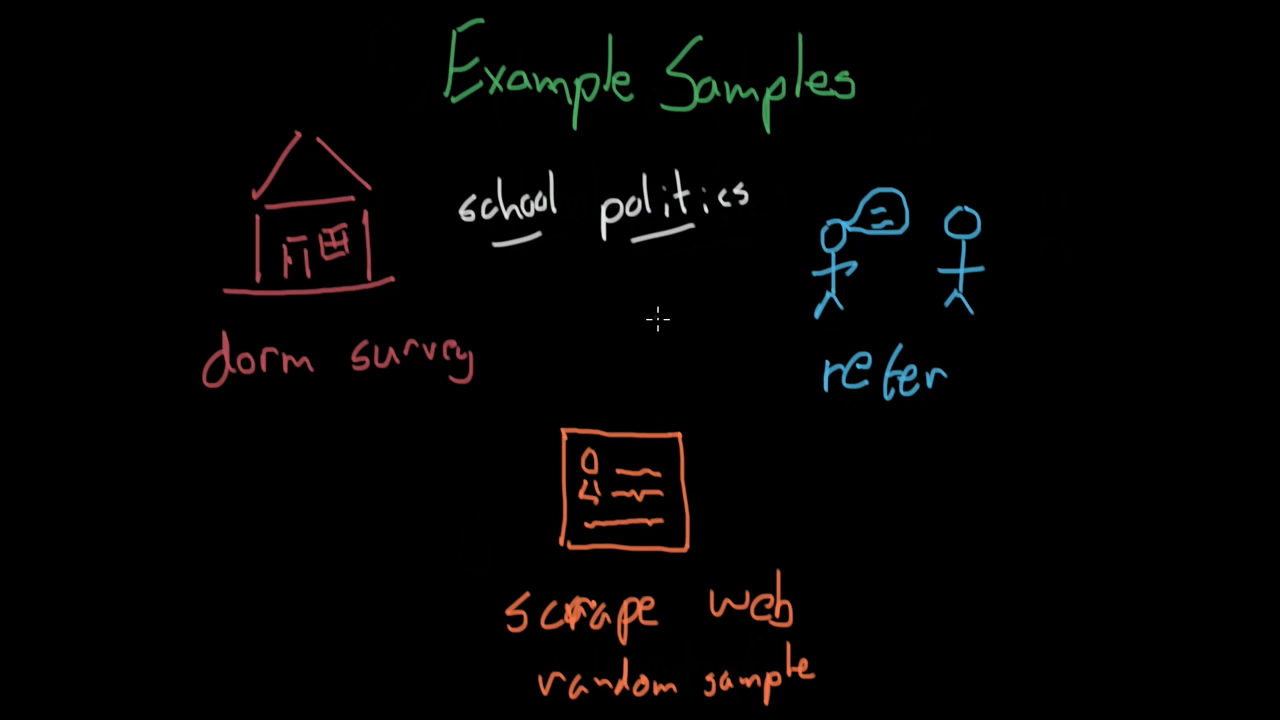 Example Samples
school politics
dorm survey
refer
scrape web
random sample